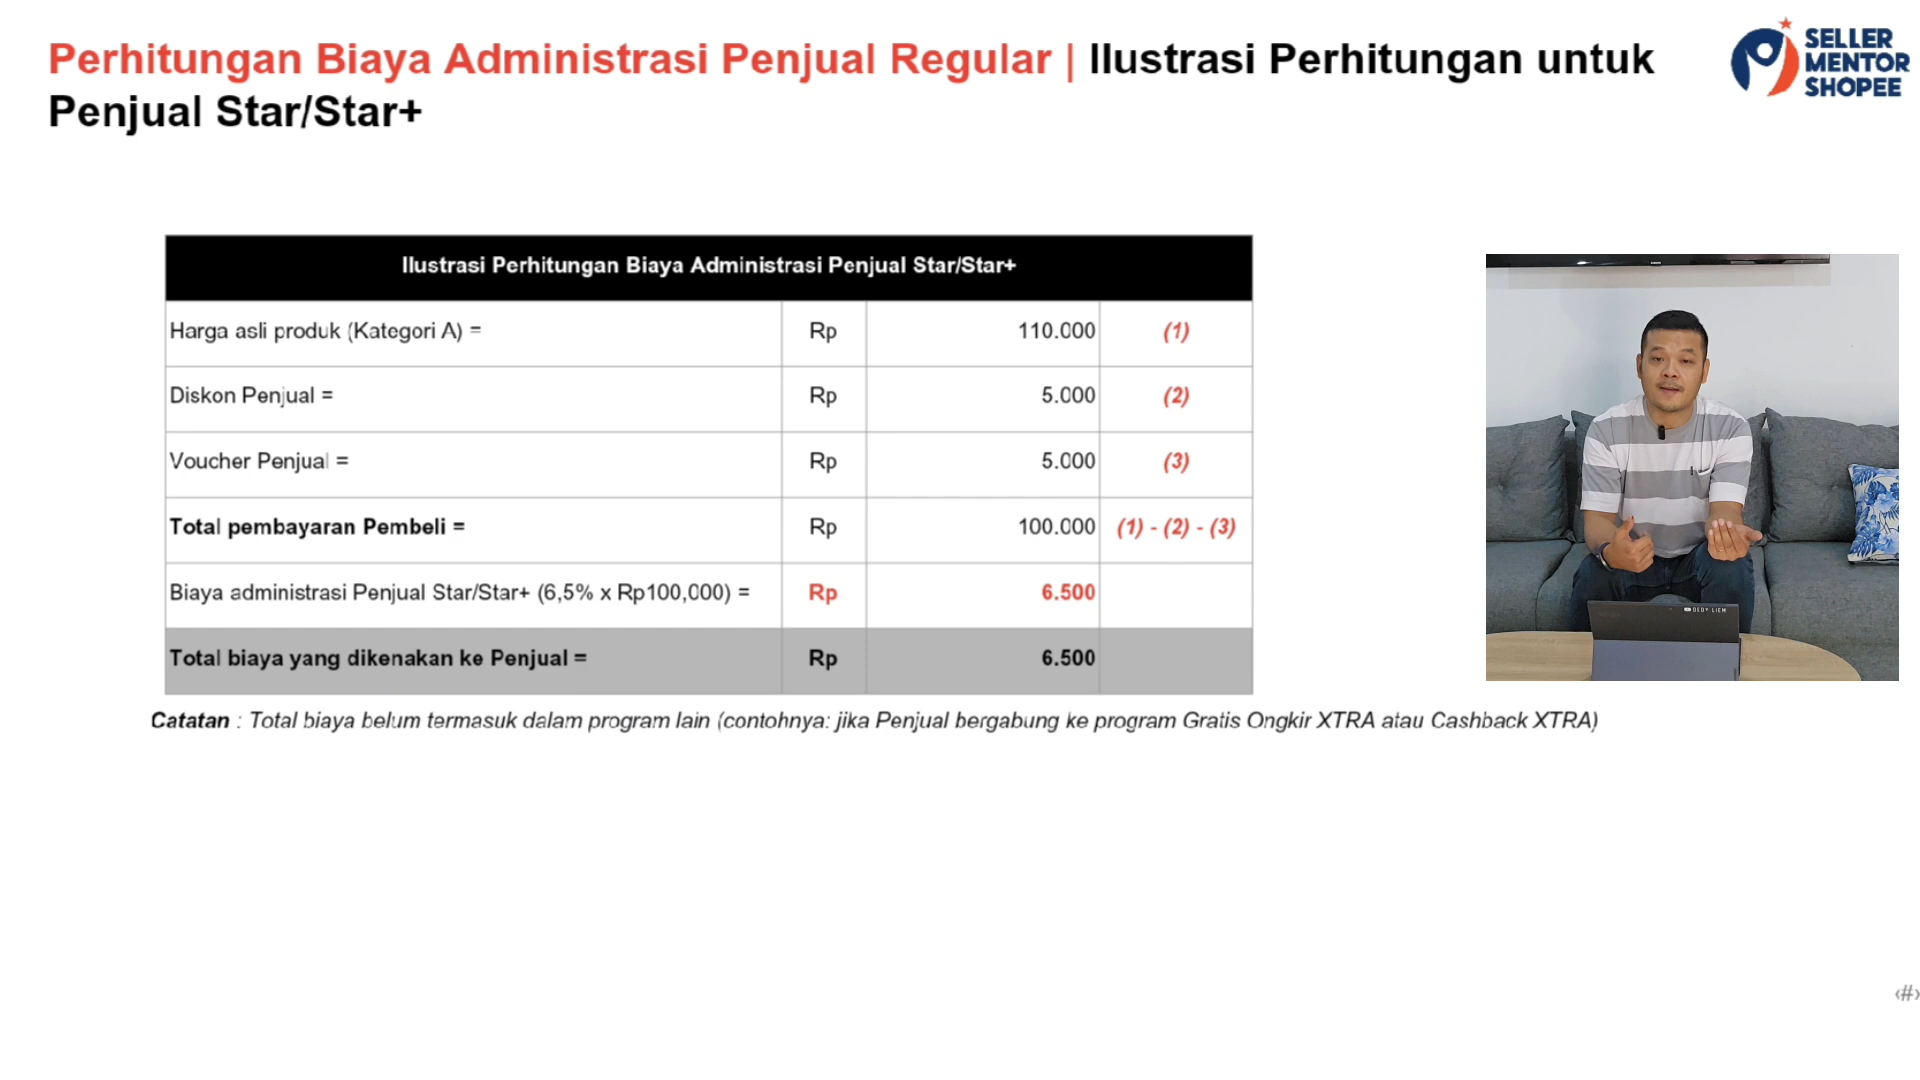 Perhitungan Biaya Administrasi Penjual Regular | Ilustrasi Perhitungan untuk
Penjual Star/Star+
SELLER
MENTOR
SHOPEE
Ilustrasi Perhitungan Biaya Administrasi Penjual Star/Star+
Harga asli produk (Kategori A) = Rp 110.000 (1)
Diskon Penjual = Rp 5.000 (2)
Voucher Penjual = Rp 5.000 (3)
Total pembayaran Pembeli = Rp 100.000 (1) - (2) - (3)
Biaya administrasi Penjual Star/Star+ (6,5% x Rp100,000) = Rp 6.500
Total biaya yang dikenakan ke Penjual = Rp 6.500
Catatan : Total biaya belum termasuk dalam program lain (contohnya: jika Penjual bergabung ke program Gratis Ongkir XTRA atau Cashback XTRA)
‹#›